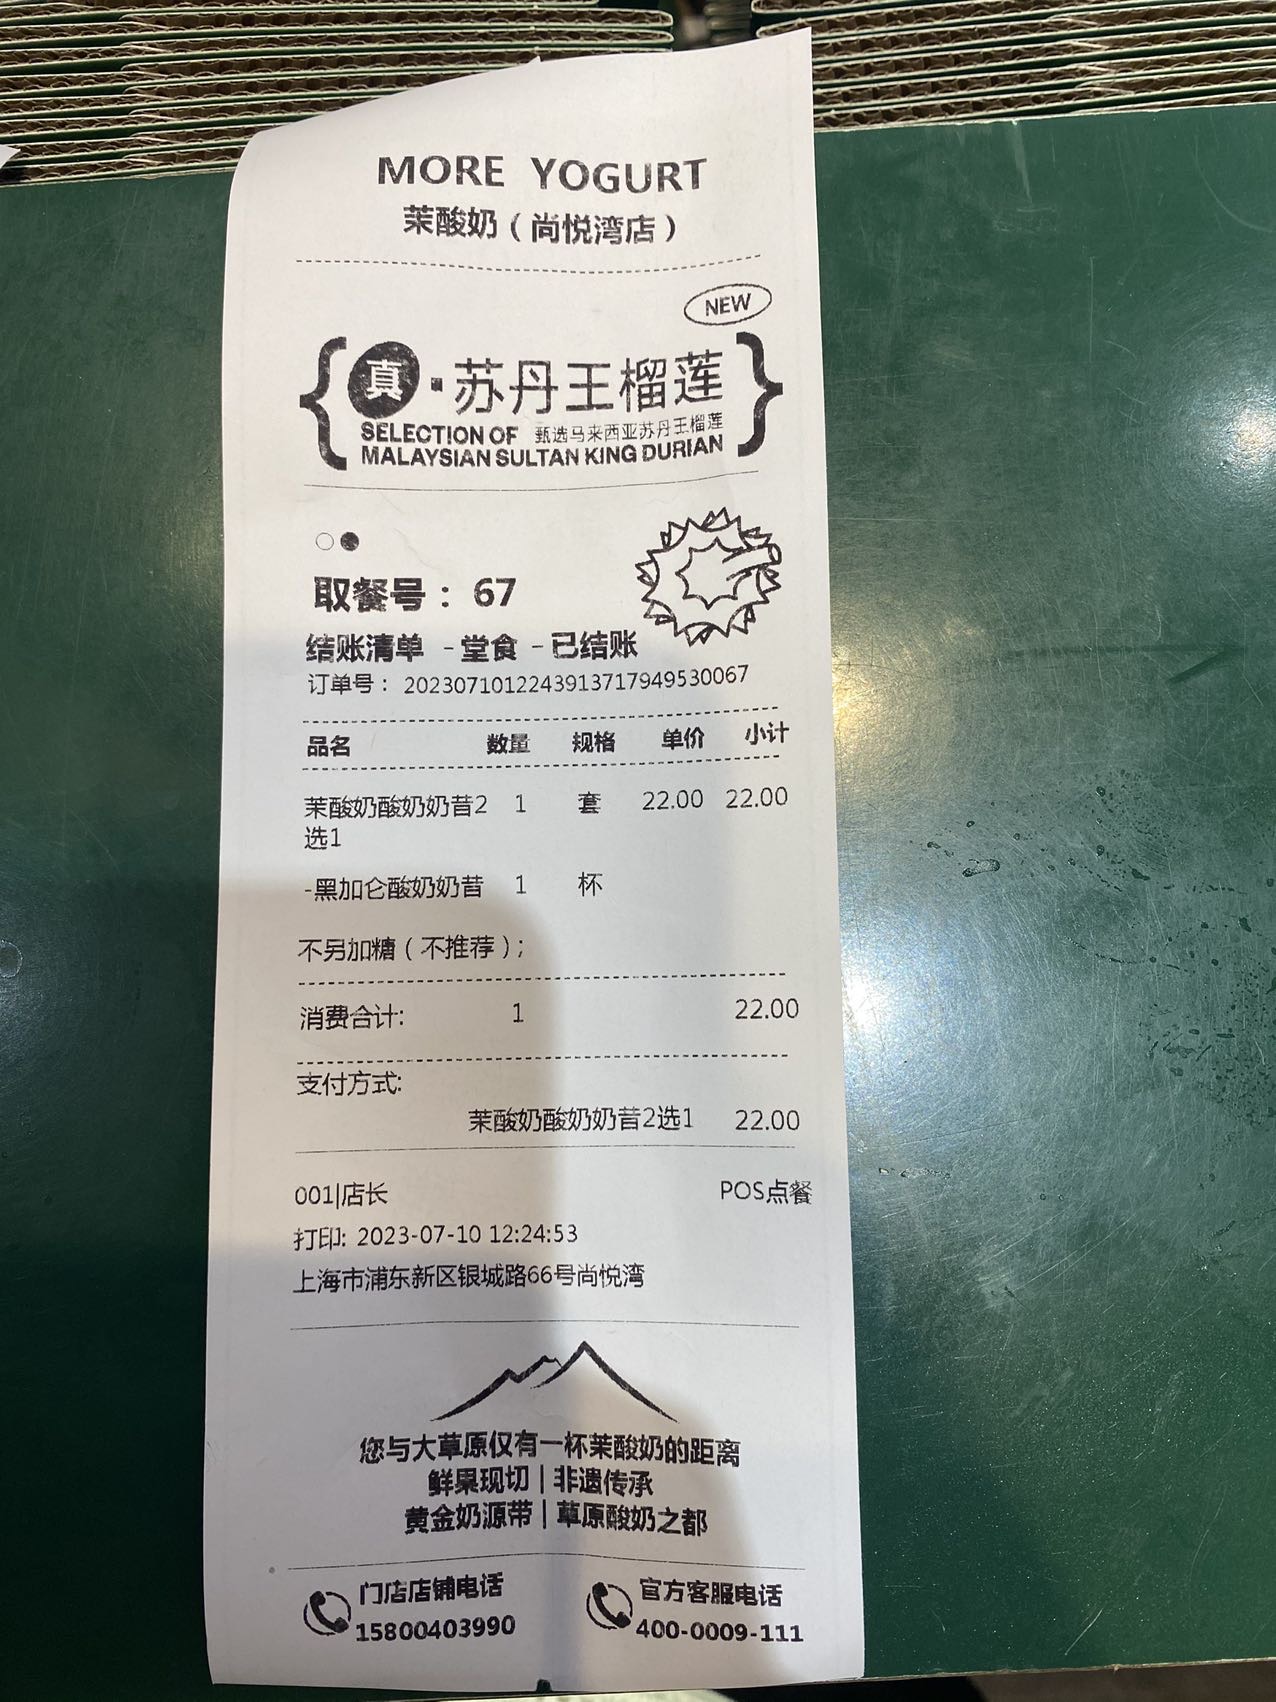 MORE YOGURT
茉酸奶（尚悦湾店）
NEW
真·苏丹王榴莲
SELECTION OF 甄选马来西亚苏丹王榴莲
MALAYSIAN SULTAN KING DURIAN
取餐号：67
结账清单 -堂食 -已结账
订单号：2023071012243913717949530067
品名 数量 规格 单价 小计
茉酸奶酸奶奶昔2 1 套 22.00 22.00
选1
-黑加仑酸奶奶昔 1 杯
不另加糖（不推荐）;
消费合计: 1 22.00
支付方式:
茉酸奶酸奶奶昔2选1 22.00
001|店长 POS点餐
打印: 2023-07-10 12:24:53
上海市浦东新区银城路66号尚悦湾
您与大草原仅有一杯茉酸奶的距离
鲜果现切｜非遗传承
黄金奶源带｜草原酸奶之都
门店店铺电话 官方客服电话
15800403990 400-0009-111